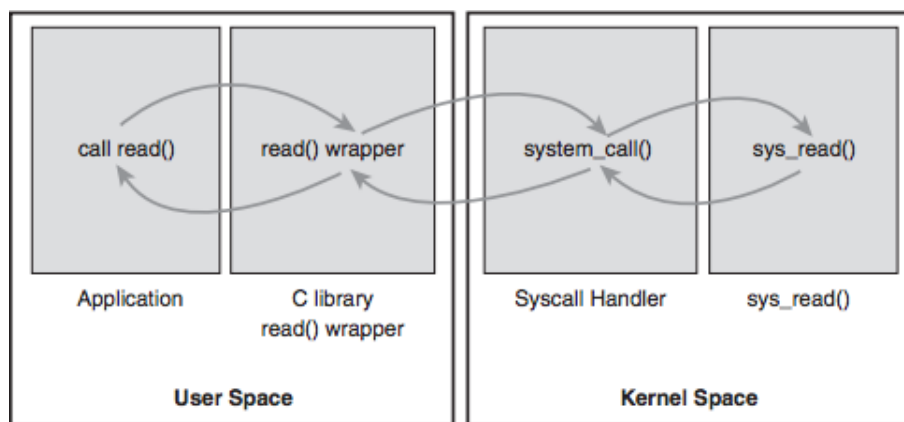 call read()
read() wrapper
system_call()
sys_read()
Application
C library
read() wrapper
Syscall Handler
sys_read()
User Space
Kernel Space